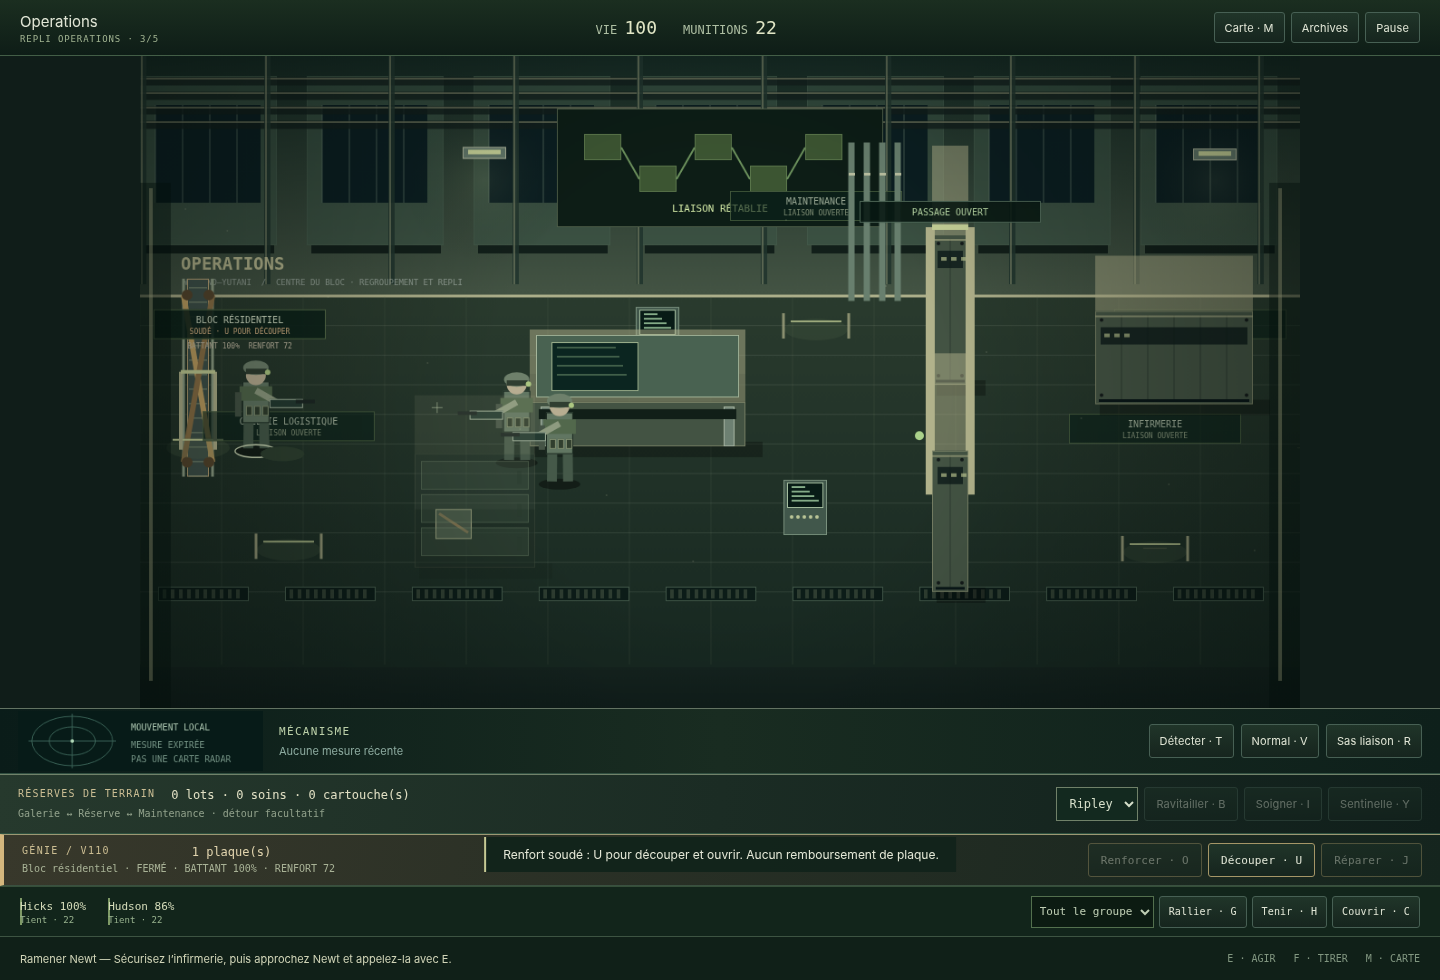 Operations
REPLI OPERATIONS · 3/5
VIE 100 MUNITIONS 22
Carte · M
Archives
Pause
LIAISON RÉTABLIE
MAINTENANCE
LIAISON OUVERTE
PASSAGE OUVERT
OPERATIONS
CENTRE DU BLOC · REGROUPEMENT ET REPLI
BLOC RÉSIDENTIEL
SOUDÉ · U POUR DÉCOUPER
100% RENFORT 72
LOGISTIQUE
OUVERTE
INFIRMERIE
LIAISON OUVERTE
MOUVEMENT LOCAL
MESURE EXPIRÉE
PAS UNE CARTE RADAR
MÉCANISME
Aucune mesure récente
Détecter · T
Normal · V
Sas liaison · R
RÉSERVES DE TERRAIN 0 lots · 0 soins · 0 cartouche(s)
Galerie ↔ Réserve ↔ Maintenance · détour facultatif
Ripley
Ravitailler · B
Soigner · I
Sentinelle · Y
GÉNIE / V110 1 plaque(s)
Bloc résidentiel · FERMÉ · BATTANT 100% · RENFORT 72
Renfort soudé : U pour découper et ouvrir. Aucun remboursement de plaque.
Renforcer · O
Découper · U
Réparer · J
Hicks 100%
Tient · 22
Hudson 86%
Tient · 22
Tout le groupe
Rallier · G
Tenir · H
Couvrir · C
Ramener Newt — Sécurisez l'infirmerie, puis approchez Newt et appelez-la avec E.
E · AGIR F · TIRER M · CARTE